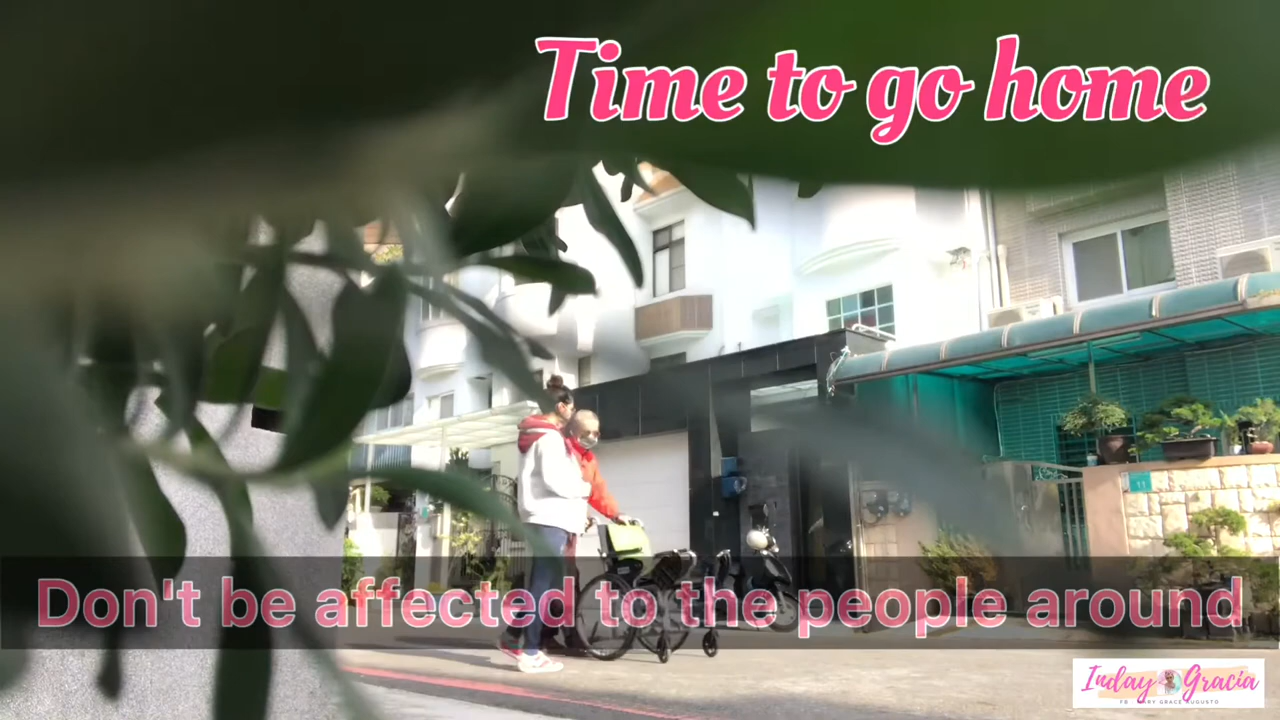 Time to go home
Don't be affected to the people around
Inday Gracia